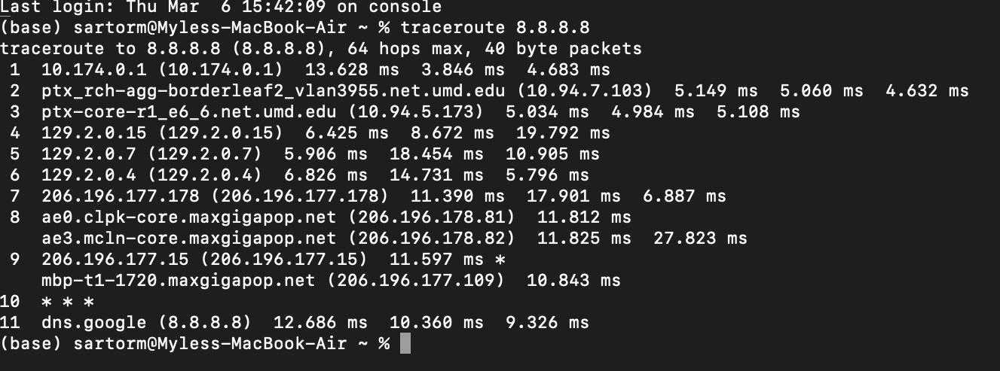 Last login: Thu Mar  6 15:42:09 on console
(base) sartorm@Myless-MacBook-Air ~ % traceroute 8.8.8.8
traceroute to 8.8.8.8 (8.8.8.8), 64 hops max, 40 byte packets
 1  10.174.0.1 (10.174.0.1)  13.628 ms  3.846 ms  4.683 ms
 2  ptx_rch-agg-borderleaf2_vlan3955.net.umd.edu (10.94.7.103)  5.149 ms  5.060 ms  4.632 ms
 3  ptx-core-r1_e6_6.net.umd.edu (10.94.5.173)  5.034 ms  4.984 ms  5.108 ms
 4  129.2.0.15 (129.2.0.15)  6.425 ms  8.672 ms  19.792 ms
 5  129.2.0.7 (129.2.0.7)  5.906 ms  18.454 ms  10.905 ms
 6  129.2.0.4 (129.2.0.4)  6.826 ms  14.731 ms  5.796 ms
 7  206.196.177.178 (206.196.177.178)  11.390 ms  17.901 ms  6.887 ms
 8  ae0.clpk-core.maxgigapop.net (206.196.178.81)  11.812 ms
    ae3.mcln-core.maxgigapop.net (206.196.178.82)  11.825 ms  27.823 ms
 9  206.196.177.15 (206.196.177.15)  11.597 ms *
    mbp-t1-1720.maxgigapop.net (206.196.177.109)  10.843 ms
10  * * *
11  dns.google (8.8.8.8)  12.686 ms  10.360 ms  9.326 ms
(base) sartorm@Myless-MacBook-Air ~ %